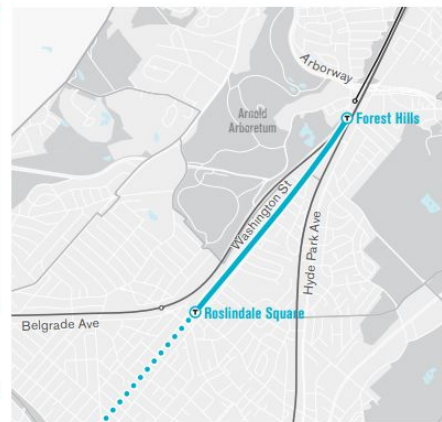 Arborway
Arnold
Arboretum
T Forest Hills
Washington St
Hyde Park Ave
T Roslindale Square
Belgrade Ave